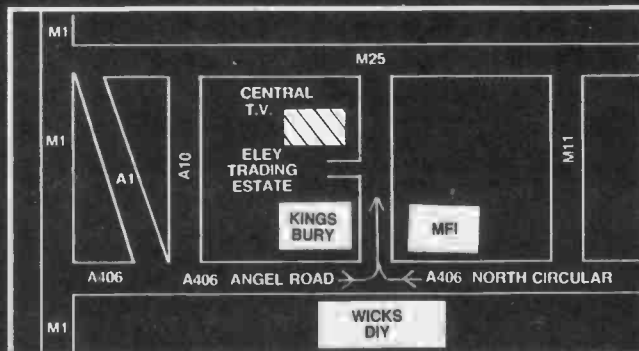 M1
M25
CENTRAL
T.V.
M1
A1
A10
M11
ELEY
TRADING
ESTATE
KINGS
BURY
MFI
A406
A406 ANGEL ROAD
A406 NORTH CIRCULAR
M1
WICKS
DIY